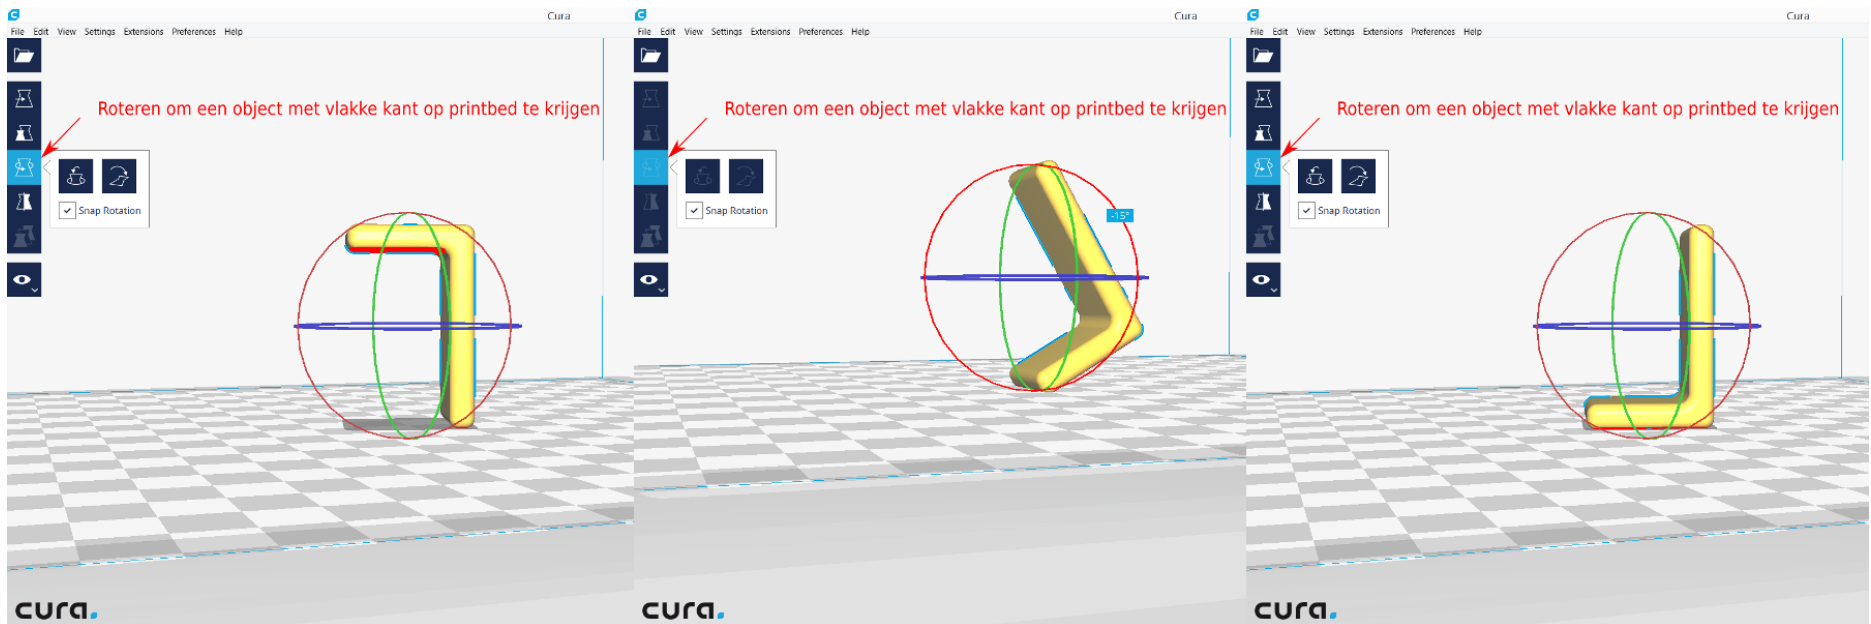 Cura
File Edit View Settings Extensions Preferences Help
Roteren om een object met vlakke kant op printbed te krijgen
Snap Rotation
cura.
Cura
File Edit View Settings Extensions Preferences Help
Roteren om een object met vlakke kant op printbed te krijgen
Snap Rotation
-15°
cura.
Cura
File Edit View Settings Extensions Preferences Help
Roteren om een object met vlakke kant op printbed te krijgen
Snap Rotation
cura.